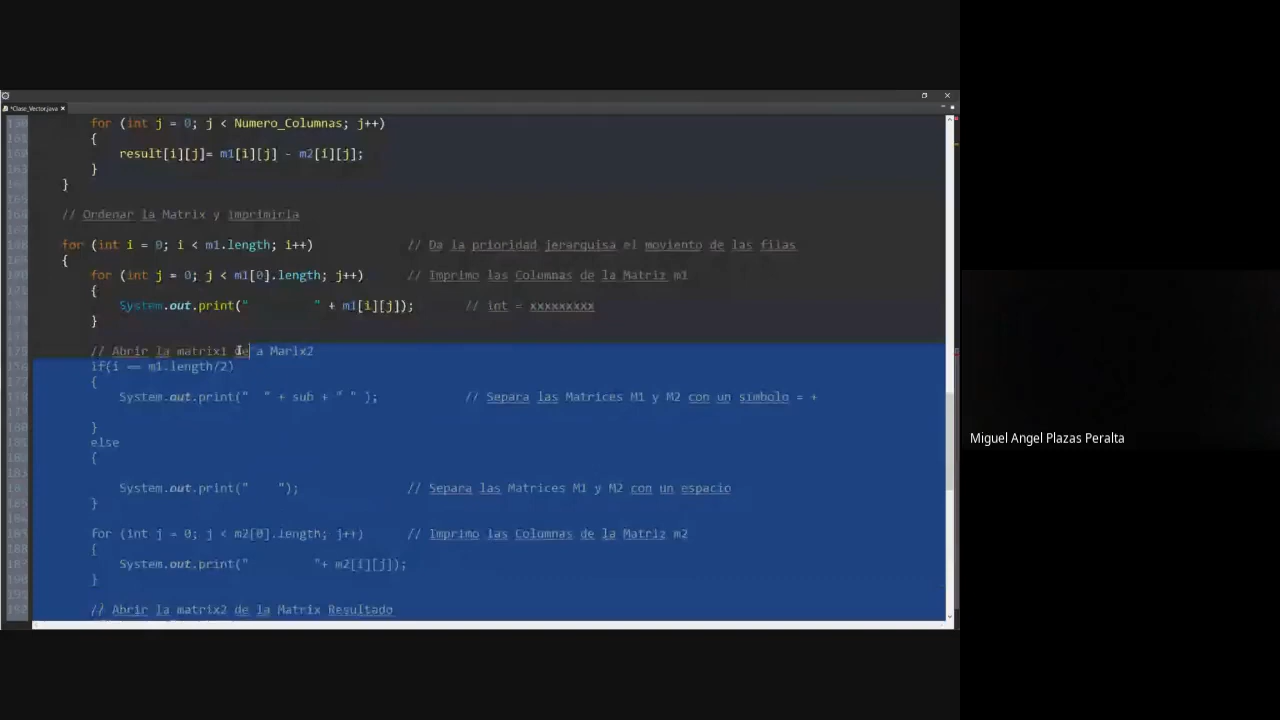 *Clase_Vector.java
for (int j = 0; j < Numero_Columnas; j++)
{
result[i][j]= m1[i][j] - m2[i][j];
}
}
// Ordenar la Matrix y imprimirla
for (int i = 0; i < m1.length; i++) // Da la prioridad jerarquisa el moviento de las filas
{
for (int j = 0; j < m1[0].length; j++) // Imprimo las Columnas de la Matriz m1
{
System.out.print(" " + m1[i][j]); // int = xxxxxxxxx
}
// Abrir la matrix1 de a Marix2
if(i == m1.length/2)
{
System.out.print(" " + sub + " " ); // Separa las Matrices M1 y M2 con un simbolo = +
}
else
{
System.out.print(" "); // Separa las Matrices M1 y M2 con un espacio
}
for (int j = 0; j < m2[0].length; j++) // Imprimo las Columnas de la Matriz m2
{
System.out.print(" "+ m2[i][j]);
}
// Abrir la matrix2 de la Matrix Resultado
Miguel Angel Plazas Peralta